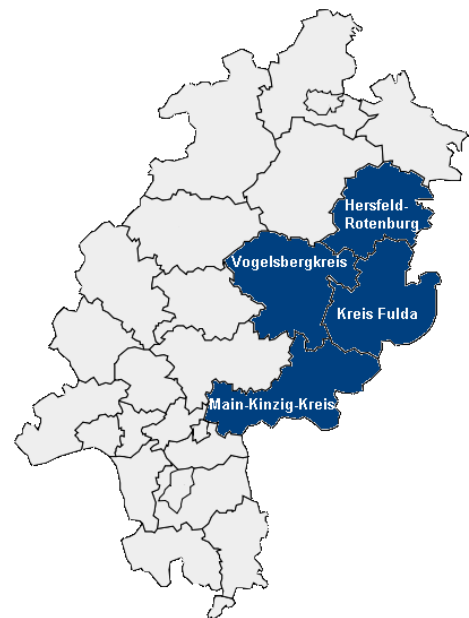 Hersfeld-
Rotenburg
Vogelsbergkreis
Kreis Fulda
Main-Kinzig-Kreis